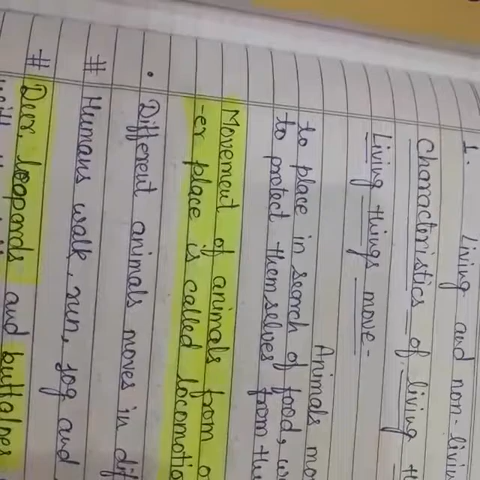 1. Living and non-livin
Characteristics of living t
Living things move-
Animals mo
to place in search of food, w
to protect themselves from th
Movement of animals from o
-er place is called locomotio
• Different animals moves in dif
# Humans walk, run, jog and
# Deer, leopards and buffaloes